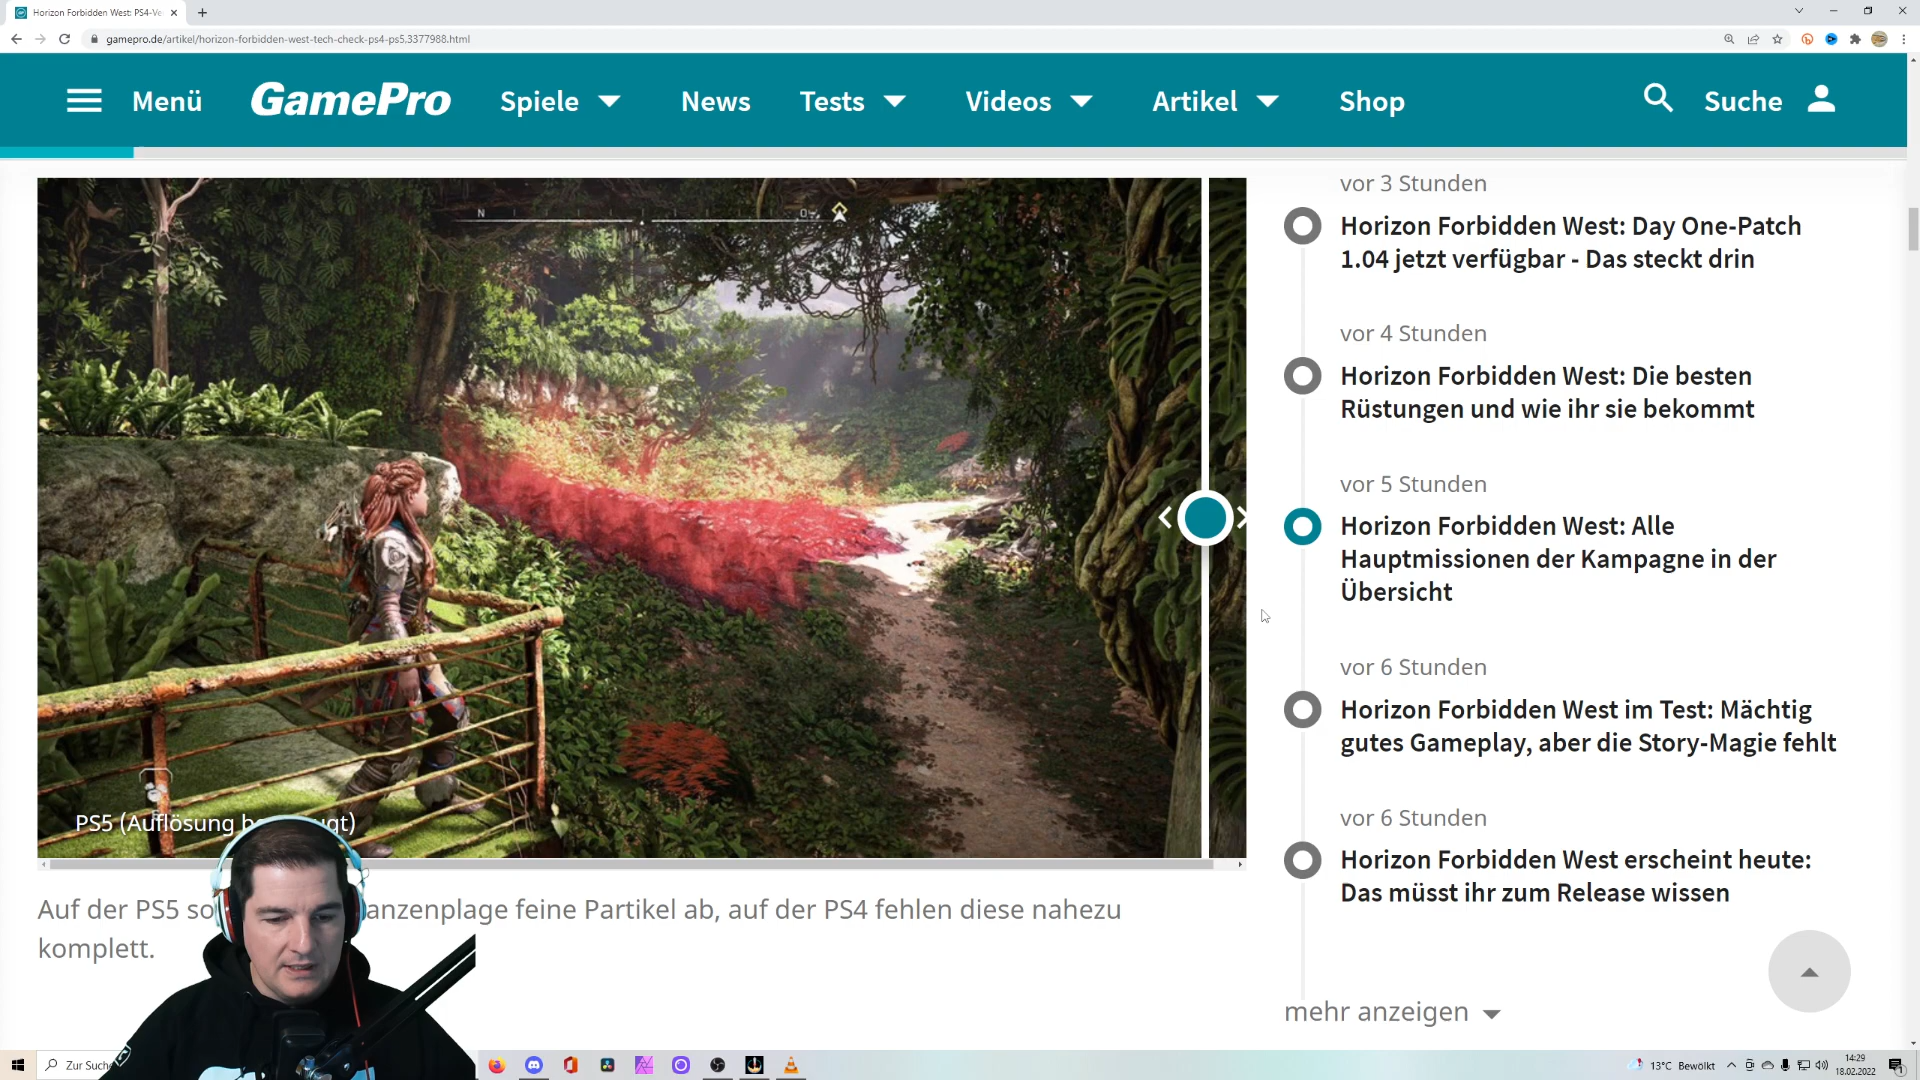 Horizon Forbidden West: PS4-Ve
gamepro.de/artikel/horizon-forbidden-west-tech-check-ps4-ps5,3377988.html
Menü
GamePro
Spiele
News
Tests
Videos
Artikel
Shop
Suche
N
PS5 (Auflösung
Auf der PS5
feine Partikel ab, auf der PS4 fehlen diese nahezu
komplett.
vor 3 Stunden
Horizon Forbidden West: Day One-Patch
1.04 jetzt verfügbar - Das steckt drin
vor 4 Stunden
Horizon Forbidden West: Die besten
Rüstungen und wie ihr sie bekommt
vor 5 Stunden
Horizon Forbidden West: Alle
Hauptmissionen der Kampagne in der
Übersicht
vor 6 Stunden
Horizon Forbidden West im Test: Mächtig
gutes Gameplay, aber die Story-Magie fehlt
vor 6 Stunden
Horizon Forbidden West erscheint heute:
Das müsst ihr zum Release wissen
mehr anzeigen
Zur Suche
13°C Bewölkt
14:29
18.02.2022